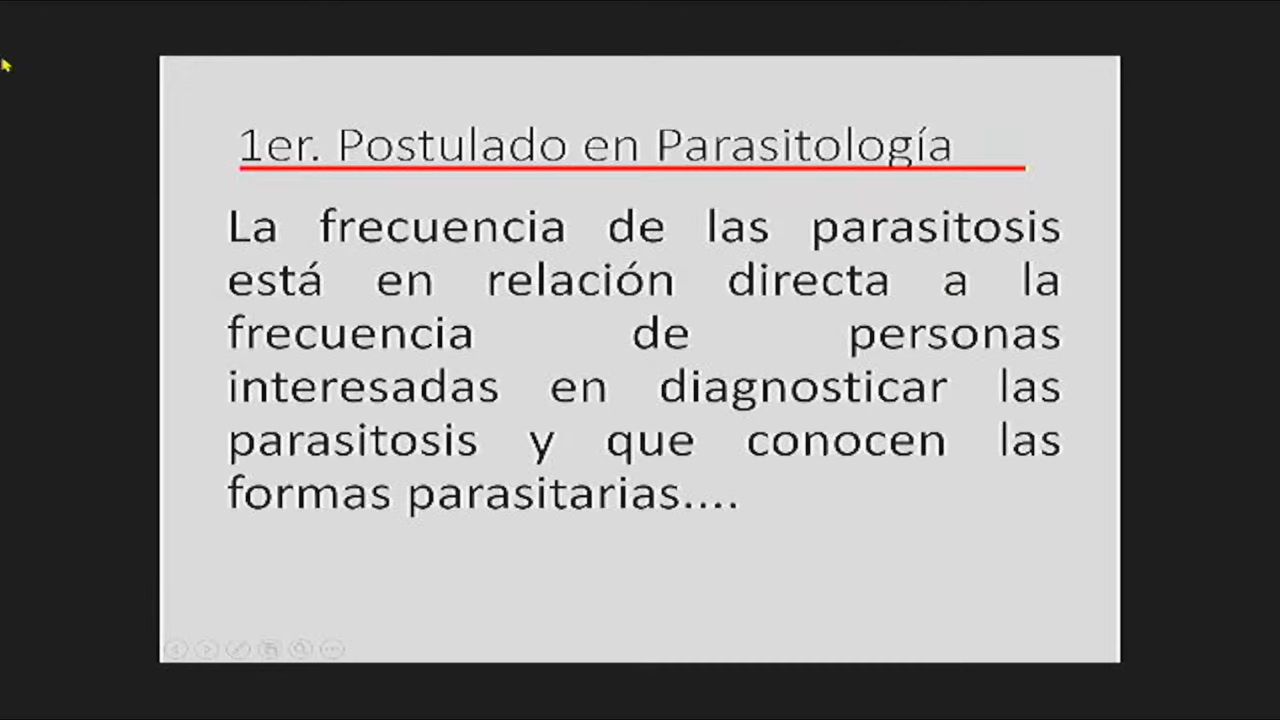 1er. Postulado en Parasitología
La frecuencia de las parasitosis
está en relación directa a la
frecuencia de personas
interesadas en diagnosticar las
parasitosis y que conocen las
formas parasitarias....